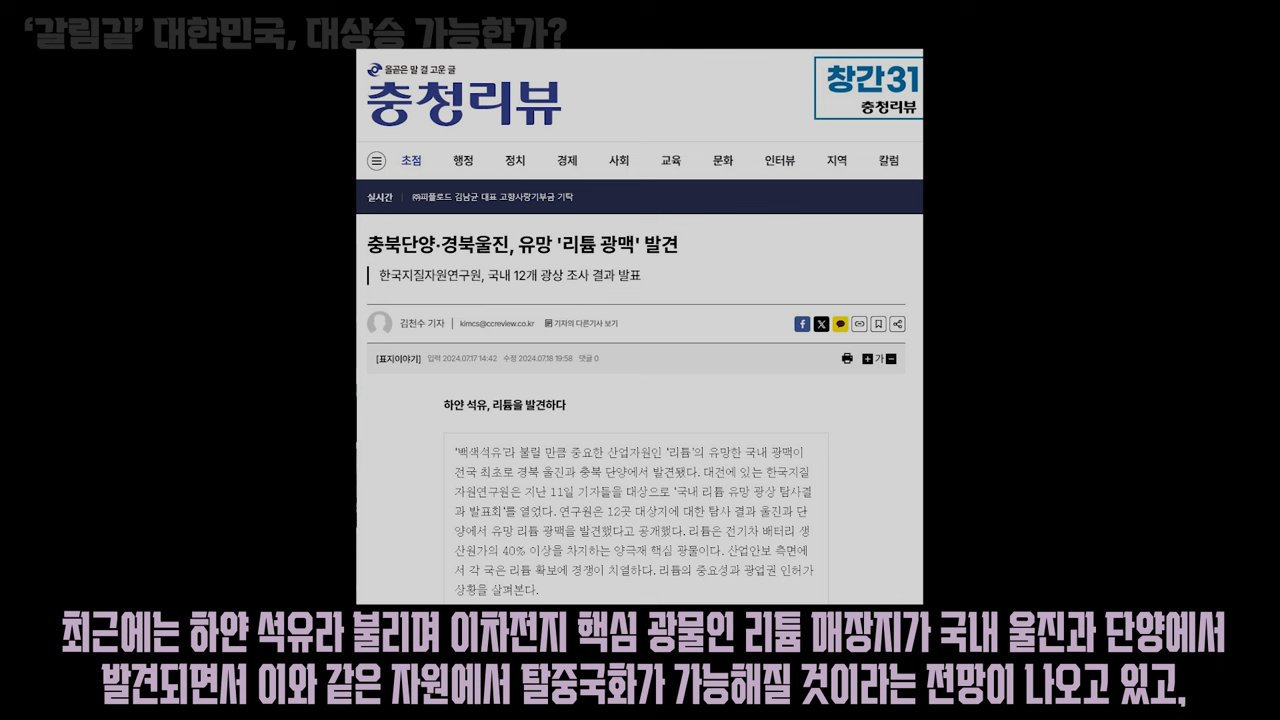 ‘갈림길’ 대한민국, 대상승 가능한가?
올곧은 말 결 고운 글
충청리뷰
창간31
충청리뷰
초점 행정 정치 경제 사회 교육 문화 인터뷰 지역 칼럼
실시간 | ㈜피플로드 김남균 대표 고향사랑기부금 기탁
충북단양·경북울진, 유망 '리튬 광맥' 발견
한국지질자원연구원, 국내 12개 광상 조사 결과 발표
김천수 기자 | kimcs@ccreview.co.kr 기자의 다른기사 보기
[표지이야기] 입력 2024.07.17 14:42 수정 2024.07.18 19:58 댓글 0
가
하얀 석유, 리튬을 발견하다
'백색석유'라 불릴 만큼 중요한 산업자원인 '리튬'의 유망한 국내 광맥이
전국 최초로 경북 울진과 충북 단양에서 발견됐다. 대전에 있는 한국지질
자원연구원은 지난 11일 기자들을 대상으로 '국내 리튬 유망 광상 탐사결
과 발표회'를 열었다. 연구원은 12곳 대상지에 대한 탐사 결과 울진과 단
양에서 유망 리튬 광맥을 발견했다고 공개했다. 리튬은 전기차 배터리 생
산원가의 40% 이상을 차지하는 양극재 핵심 광물이다. 산업안보 측면에
서 각 국은 리튬 확보에 경쟁이 치열하다. 리튬의 중요성과 광업권 인허가
상황을 살펴본다.
최근에는 하얀 석유라 불리며 이차전지 핵심 광물인 리튬 매장지가 국내 울진과 단양에서
발견되면서 이와 같은 자원에서 탈중국화가 가능해질 것이라는 전망이 나오고 있고,